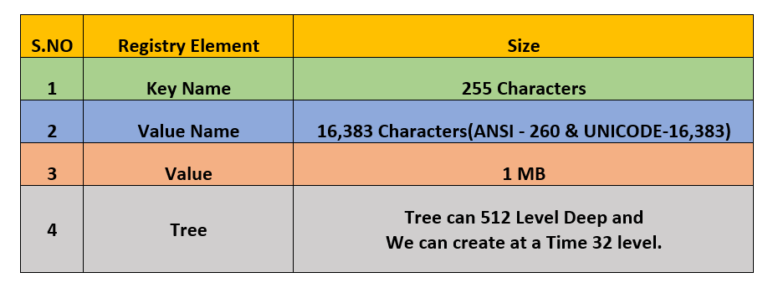 S.NO Registry Element Size
1 Key Name 255 Characters
2 Value Name 16,383 Characters(ANSI - 260 & UNICODE-16,383)
3 Value 1 MB
4 Tree Tree can 512 Level Deep and
We can create at a Time 32 level.